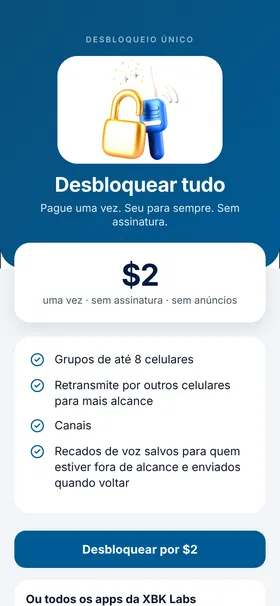 DESBLOQUEIO ÚNICO
Desbloquear tudo
Pague uma vez. Seu para sempre. Sem
assinatura.
$2
uma vez · sem assinatura · sem anúncios
Grupos de até 8 celulares
Retransmite por outros celulares
para mais alcance
Canais
Recados de voz salvos para quem
estiver fora de alcance e enviados
quando voltar
Desbloquear por $2
Ou todos os apps da XBK Labs